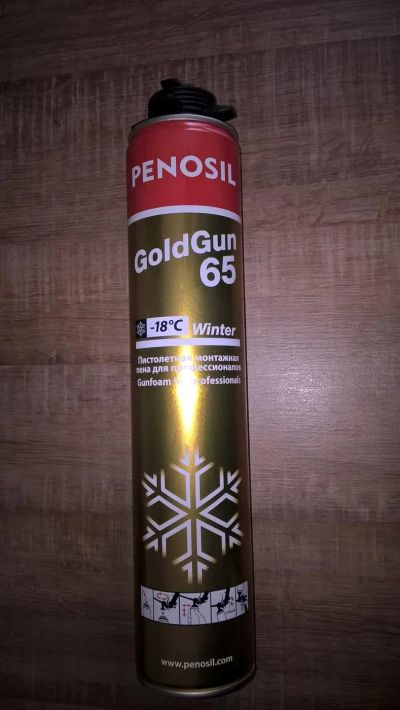 PENOSIL
GoldGun
65
-18°C Winter
Пистолетная монтажная
пена для профессионалов
Gunfoam for professionals
www.penosil.com